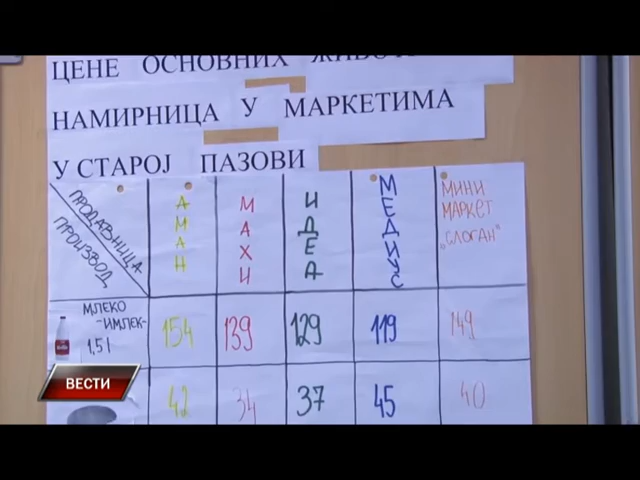 ЦЕНЕ ОСНОВНИХ
НАМИРНИЦА У МАРКЕТИМА
У СТАРОЈ ПАЗОВИ
ПРОДАВНИЦА
ПРОИЗВОД
АМАН
МАХИ
ИДЕА
МЕДИУС
МИНИ
МАРКЕТ
„СЛОГАН"
МЛЕКО
-ИМЛЕК-
1,5 l
154 139 129 119 149
42 34 37 45 40
ВЕСТИ